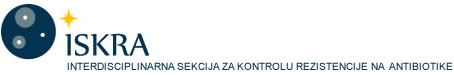 ISKRA
INTERDISCIPLINARNA SEKCIJA ZA KONTROLU REZISTENCIJE NA ANTIBIOTIKE